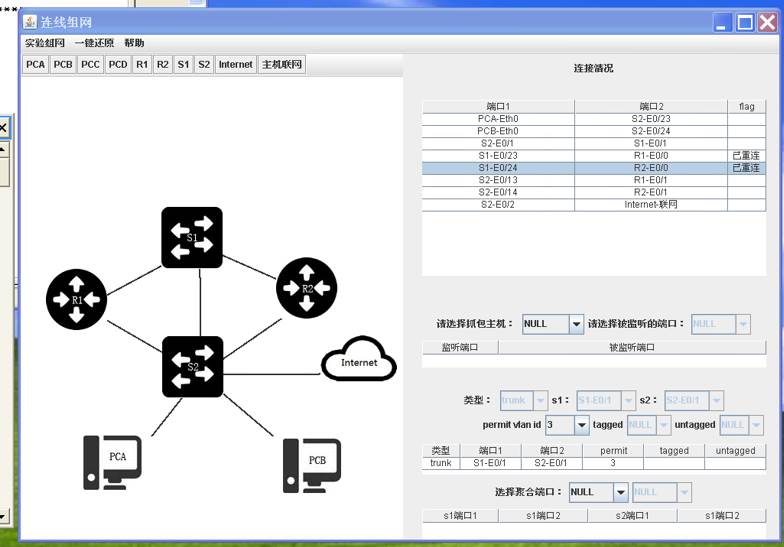 连线组网
实验组网 一键还照 帮助
PCA PCB PCC PCD R1 R2 S1 S2 Internet 主机联网
连接情况
端口1 端口2 flag
PCA-Eth0 S2-E0/23
PCB-Eth0 S2-E0/24
S2-E0/1 S1-E0/1
S1-E0/23 R1-E0/0 已重连
S1-E0/24 R2-E0/0 已重连
S2-E0/13 R1-E0/1
S2-E0/14 R2-E0/1
S2-E0/2 Internet-联网
S1
R1
R2
S2
Internet
PCA
PCB
请选择抓包主机： NULL 请选择被监听的端口： NULL
监听端口 被监听端口
类型： trunk s1： S1-E0/1 s2： S2-E0/1
permit vlan id 3 tagged NULL untagged NULL
类型 端口1 端口2 permit tagged untagged
trunk S1-E0/1 S2-E0/1 3
选择聚合端口： NULL NULL
s1端口1 s1端口2 s2端口1 s1端口2